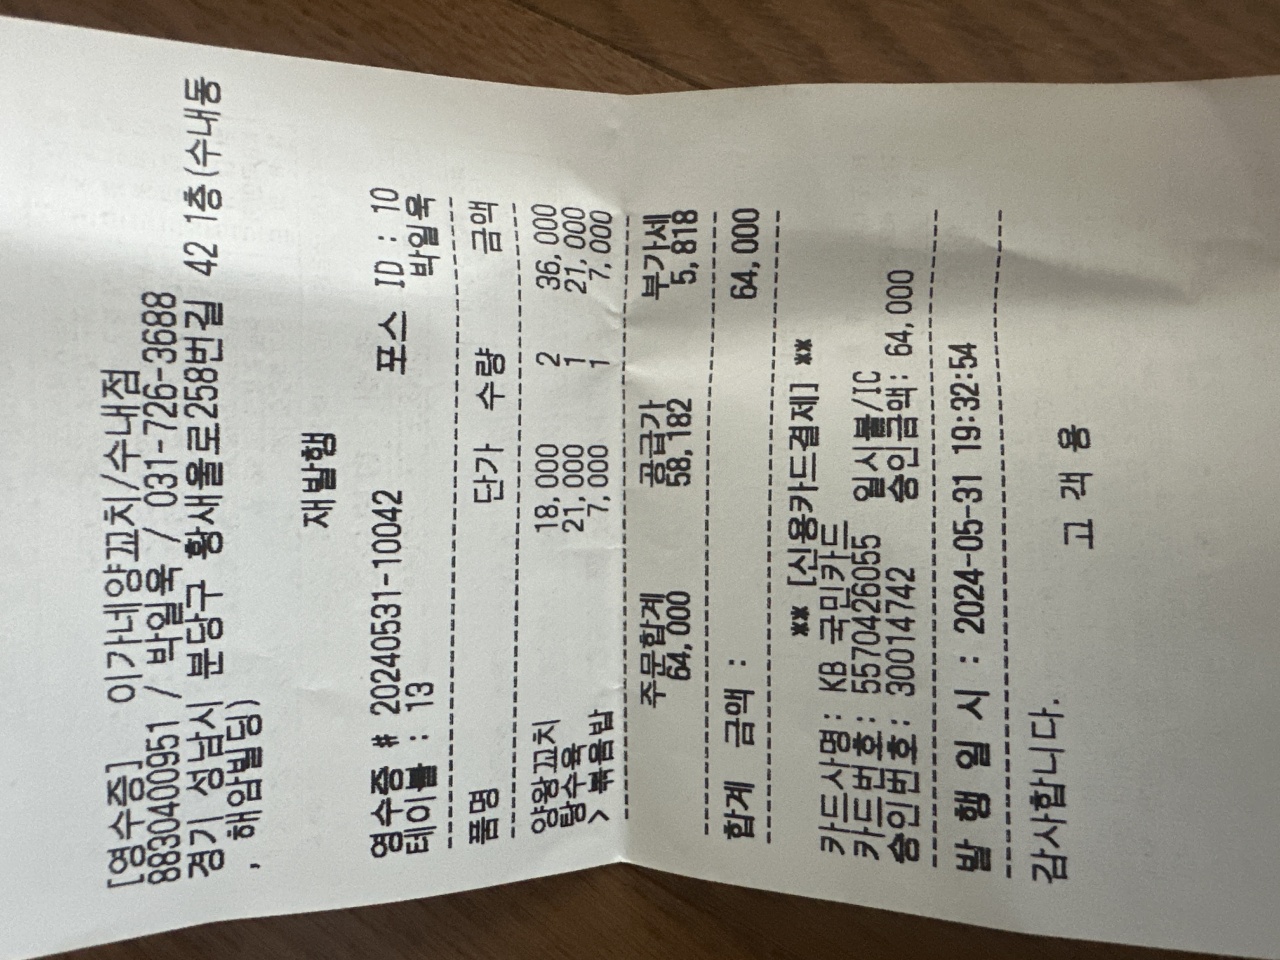 [영수증] 이가네양꼬치/수내점
8830400951 / 박일욱 / 031-726-3688
경기 성남시 분당구 황새울로258번길 42 1층(수내동
, 해암빌딩)
재발행
영수증 # 20240531-10042 포스 ID : 10
테이블 : 13 박일욱
품명 단가 수량 금액
양왕꼬치 18,000 2 36,000
탕수육 21,000 1 21,000
> 볶음밥 7,000 1 7,000
주문합계 공급가 부가세
64,000 58,182 5,818
합계 금액 : 64,000
** [신용카드결제] **
카드사명: KB 국민카드
카드번호: 5570426055 일시불/IC
승인번호: 30014742 승인금액: 64,000
발 행 일 시 : 2024-05-31 19:32:54
감사합니다.
고 객 용